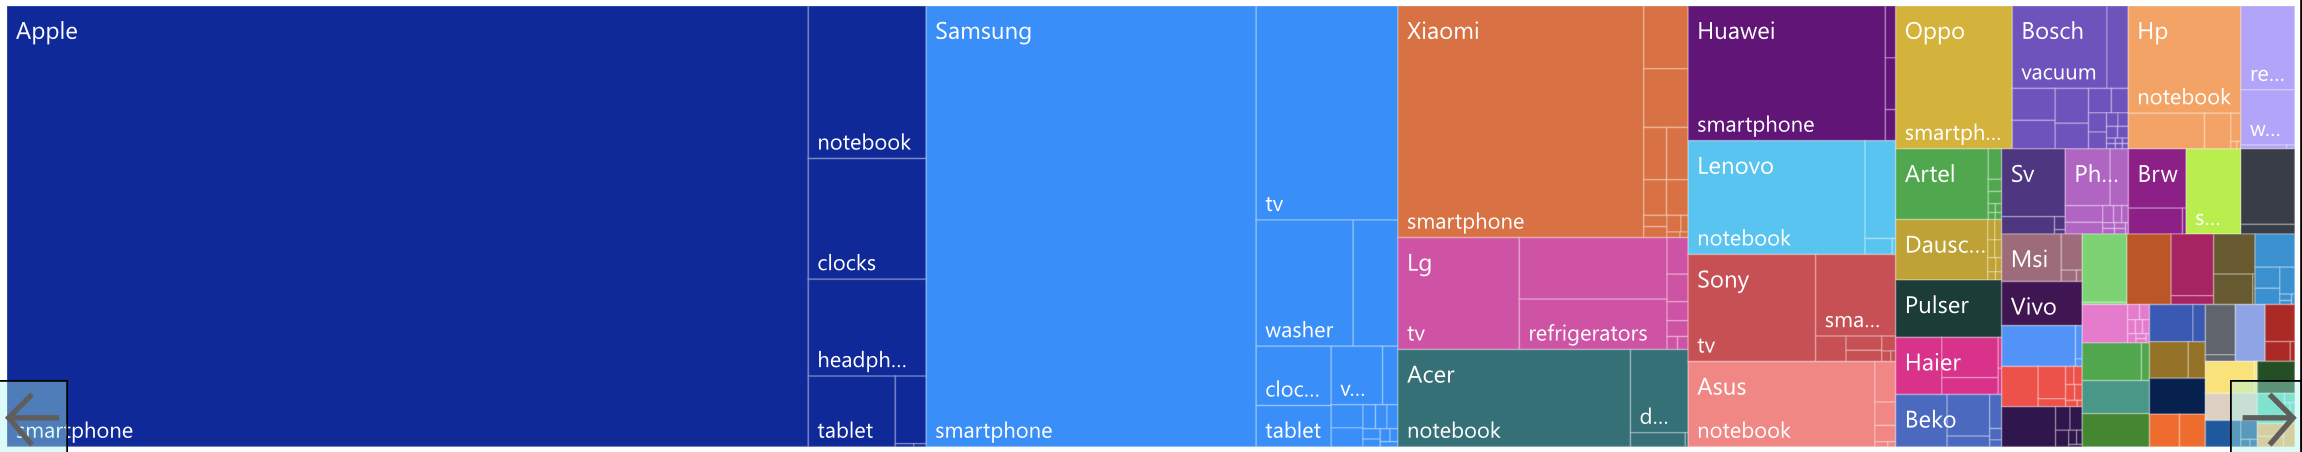 Apple
notebook
clocks
headph...
tablet
smartphone
Samsung
smartphone
tv
washer
cloc...
v...
tablet
Xiaomi
smartphone
Lg
tv
refrigerators
Acer
notebook
d...
Huawei
smartphone
Lenovo
notebook
Sony
tv
sma...
Asus
notebook
Oppo
smartph...
Bosch
vacuum
Hp
notebook
re...
w...
Artel
Sv
Ph...
Brw
s...
Dausc...
Msi
Pulser
Vivo
Haier
Beko